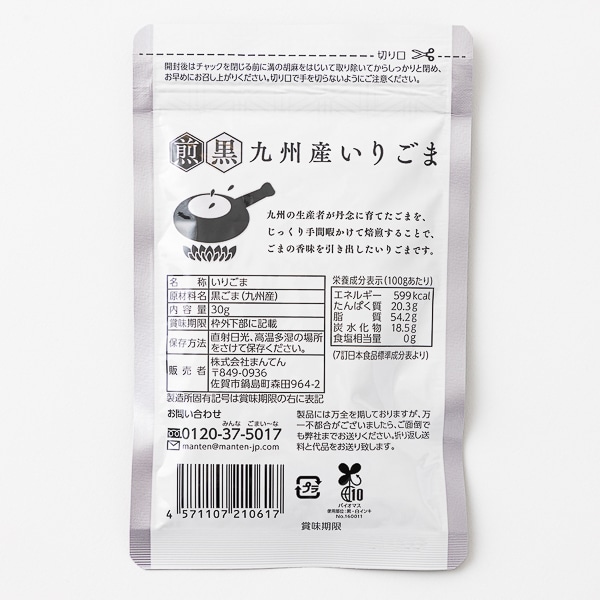 切り口
開封後はチャックを閉じる前に溝の胡麻をはじいて取り除いてからしっかりと閉め、
お早めにお召し上がりください。切り口で手を切らないようにご注意ください。
煎 黒 九州産いりごま
九州の生産者が丹念に育てたごまを、
じっくり手間暇かけて焙煎することで、
ごまの香味を引き出したいりごまです。
名称 いりごま
原材料名 黒ごま(九州産)
内容量 30g
賞味期限 枠外下部に記載
保存方法 直射日光、高温多湿の場所
をさけて保存ください。
販売者 株式会社まんてん
〒849-0936
佐賀市鍋島町森田964-2
製造所固有記号は賞味期限の右に表記
栄養成分表示(100gあたり)
エネルギー 599kcal
たんぱく質 20.3g
脂質 54.2g
炭水化物 18.5g
食塩相当量 0g
(7訂日本食品標準成分表より)
お問い合わせ みんな ごまい〜な
0120-37-5017
manten@manten-jp.com
製品には万全を期しておりますが、万
一不都合がございましたら、ご面倒で
も弊社までお送りください。折り返し送
料と代品をお送り致します。
4 571107 210617
プラ
10
バイオマス
使用部位:黒・白インキ
No.160011
賞味期限